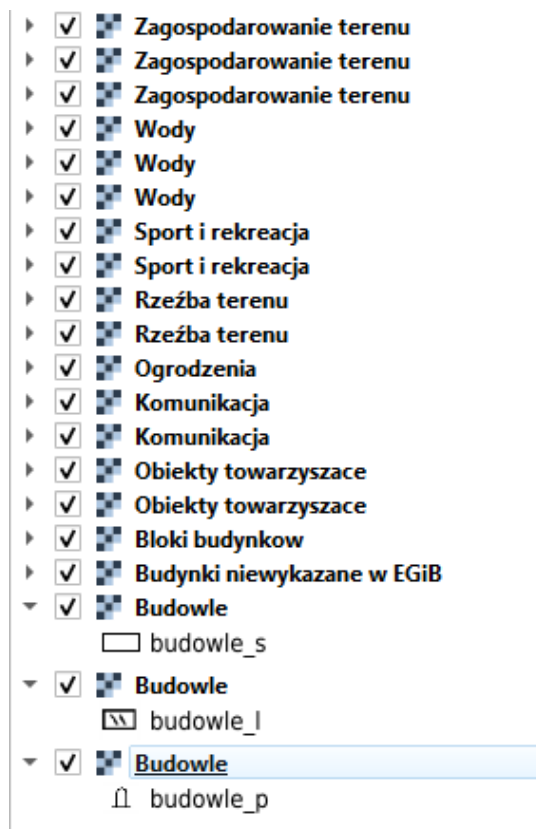 Zagospodarowanie terenu
Zagospodarowanie terenu
Zagospodarowanie terenu
Wody
Wody
Wody
Sport i rekreacja
Sport i rekreacja
Rzeźba terenu
Rzeźba terenu
Ogrodzenia
Komunikacja
Komunikacja
Obiekty towarzyszace
Obiekty towarzyszace
Bloki budynkow
Budynki niewykazane w EGiB
Budowle
budowle_s
Budowle
budowle_l
Budowle
budowle_p